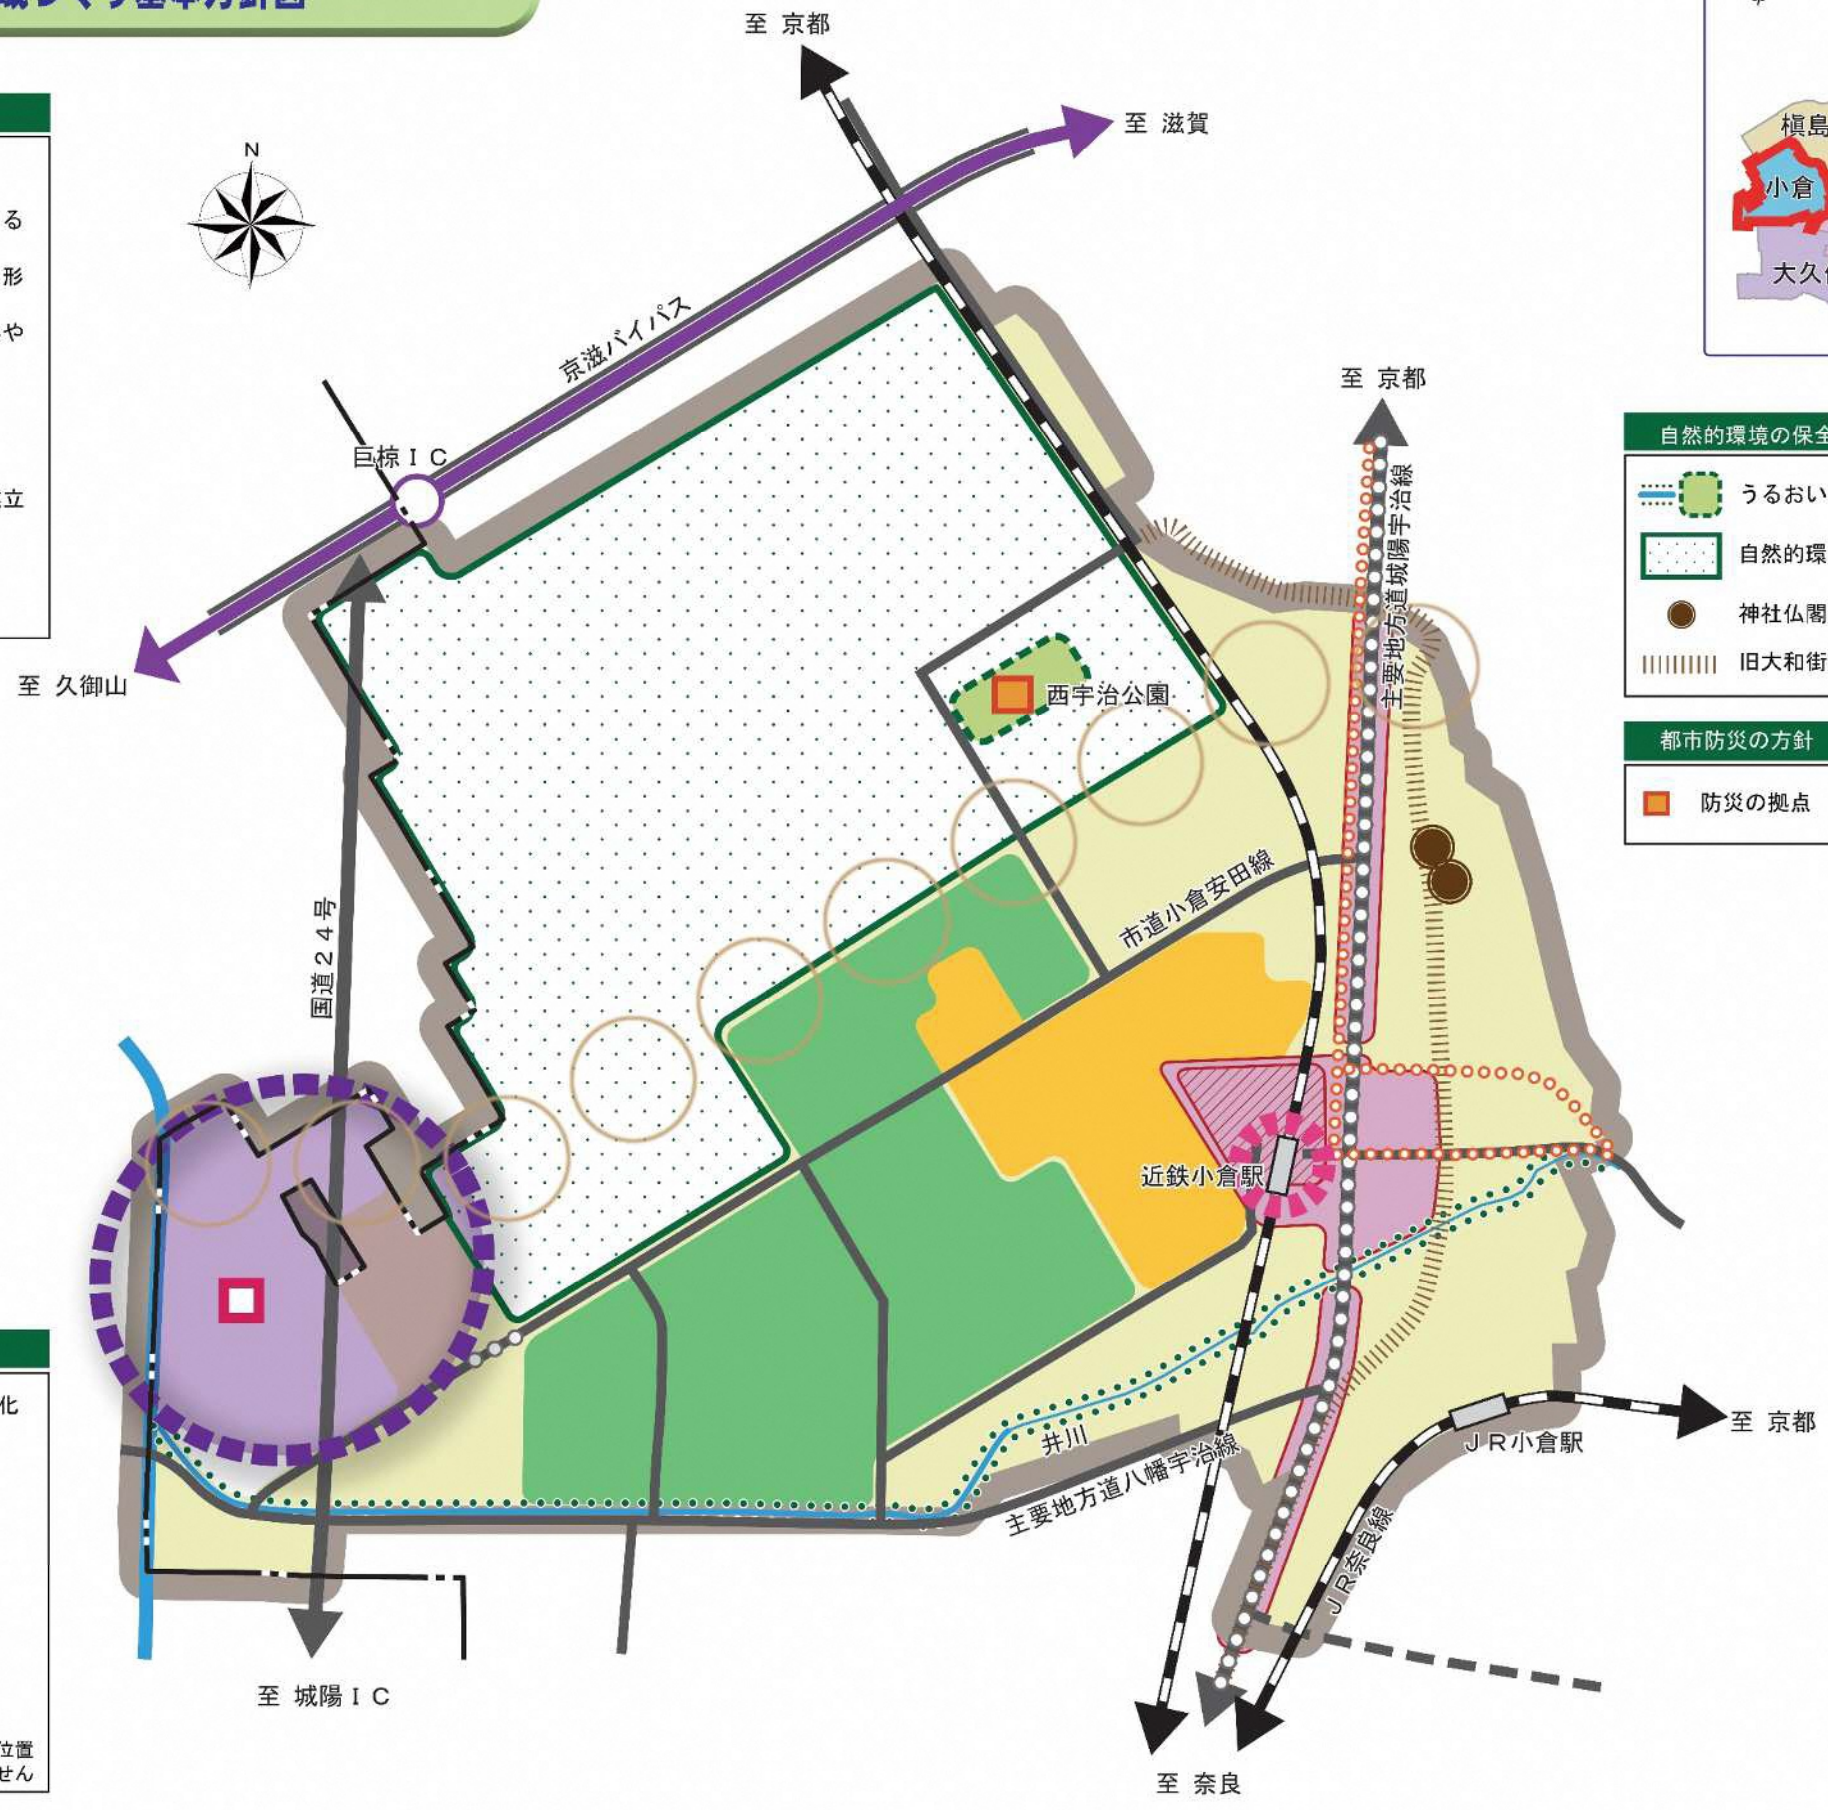 至 京都
至 滋賀
N
槇島
小倉
大久
る
形
や
立
京滋バイパス
巨椋ＩＣ
至 久御山
至 京都
主要地方道城陽宇治線
自然的環境の保全
うるおい
自然的環
神社仏閣
旧大和街
都市防災の方針
防災の拠点
西宇治公園
国道２４号
市道小倉安田線
近鉄小倉駅
化
井川
主要地方道八幡宇治線
ＪＲ小倉駅
至 京都
ＪＲ奈良線
至 城陽ＩＣ
位置
せん
至 奈良